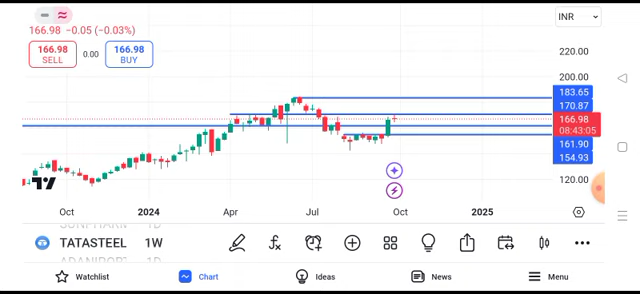 INR
166.98 −0.05 (−0.03%)
166.98
SELL
0.00
166.98
BUY
220.00
200.00
183.65
170.87
166.98
08:43:05
161.90
154.93
120.00
Oct 2024 Apr Jul Oct 2025
TATASTEEL 1W
Watchlist
Chart
Ideas
News
Menu